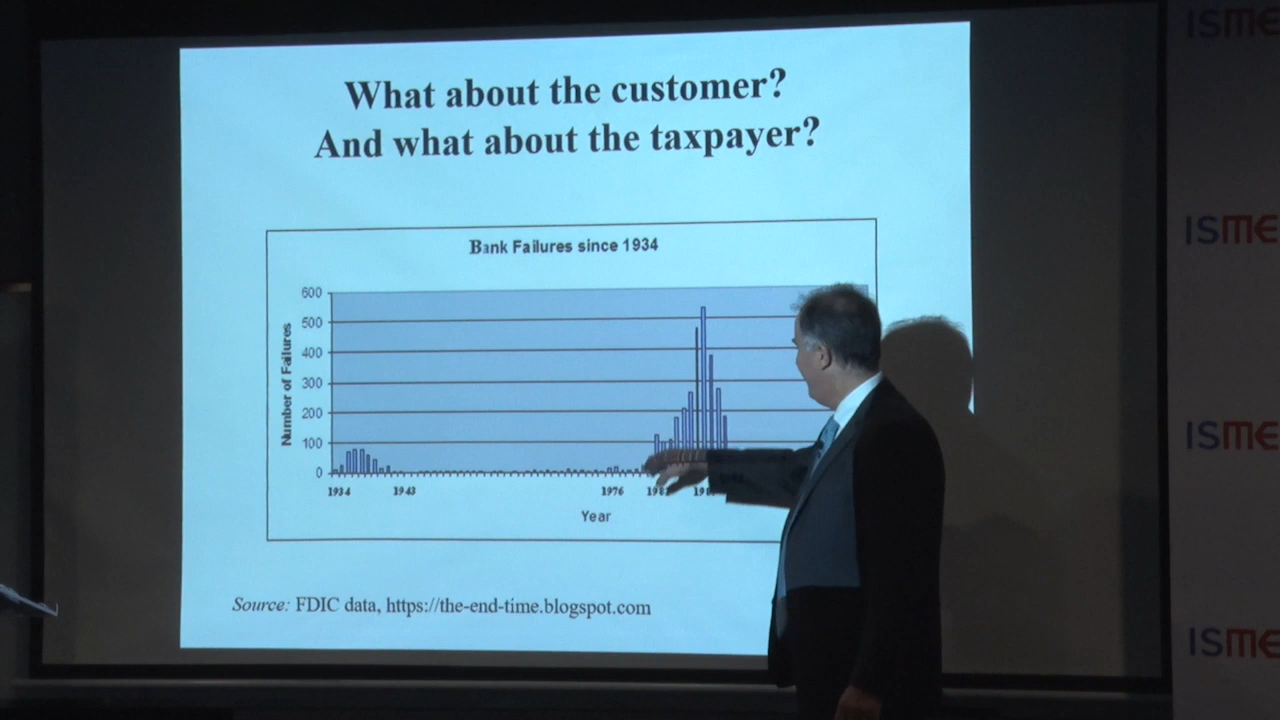 What about the customer?
And what about the taxpayer?
Bank Failures since 1934
Number of Failures
600
500
400
300
200
100
0
1934
1943
1976
Year
Source: FDIC data, https://the-end-time.blogspot.com
ISME
ISME
ISME
ISME